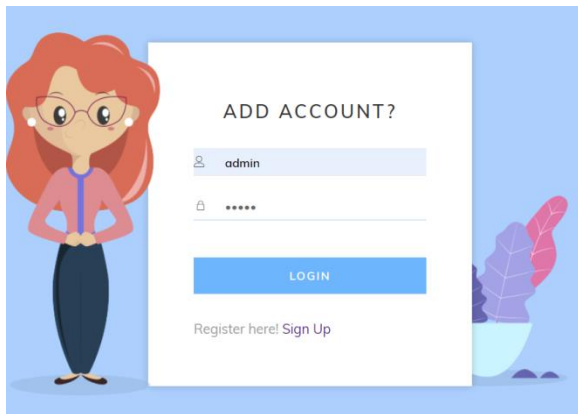 ADD ACCOUNT?
admin
•••••
LOGIN
Register here! Sign Up